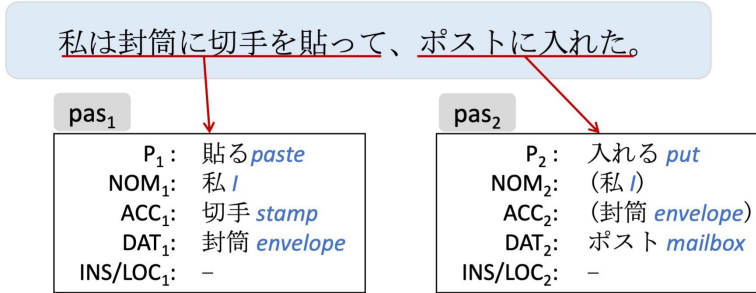 私は封筒に切手を貼って、ポストに入れた。
pas₁
P₁: 貼る paste
NOM₁: 私 I
ACC₁: 切手 stamp
DAT₁: 封筒 envelope
INS/LOC₁: –
pas₂
P₂: 入れる put
NOM₂: (私 I)
ACC₂: (封筒 envelope)
DAT₂: ポスト mailbox
INS/LOC₂: –